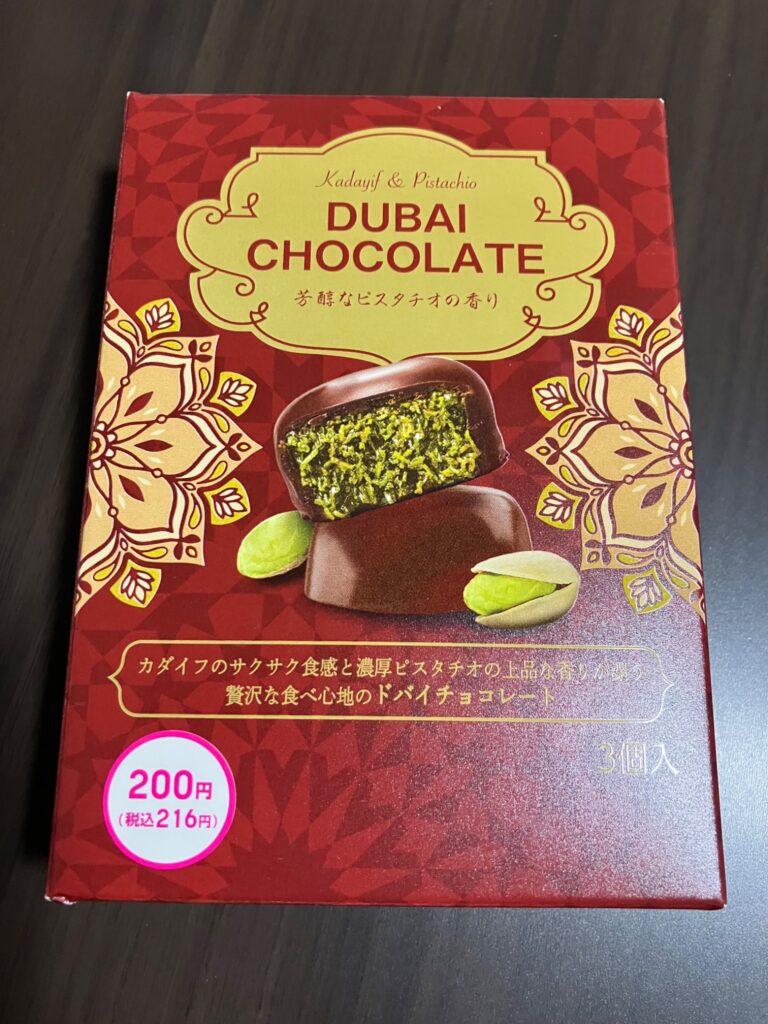 Kadayif & Pistachio
DUBAI
CHOCOLATE
芳醇なピスタチオの香り
カダイフのサクサク食感と濃厚ピスタチオの上品な香りが漂う
贅沢な食べ心地のドバイチョコレート
3個入
200円
(税込216円)